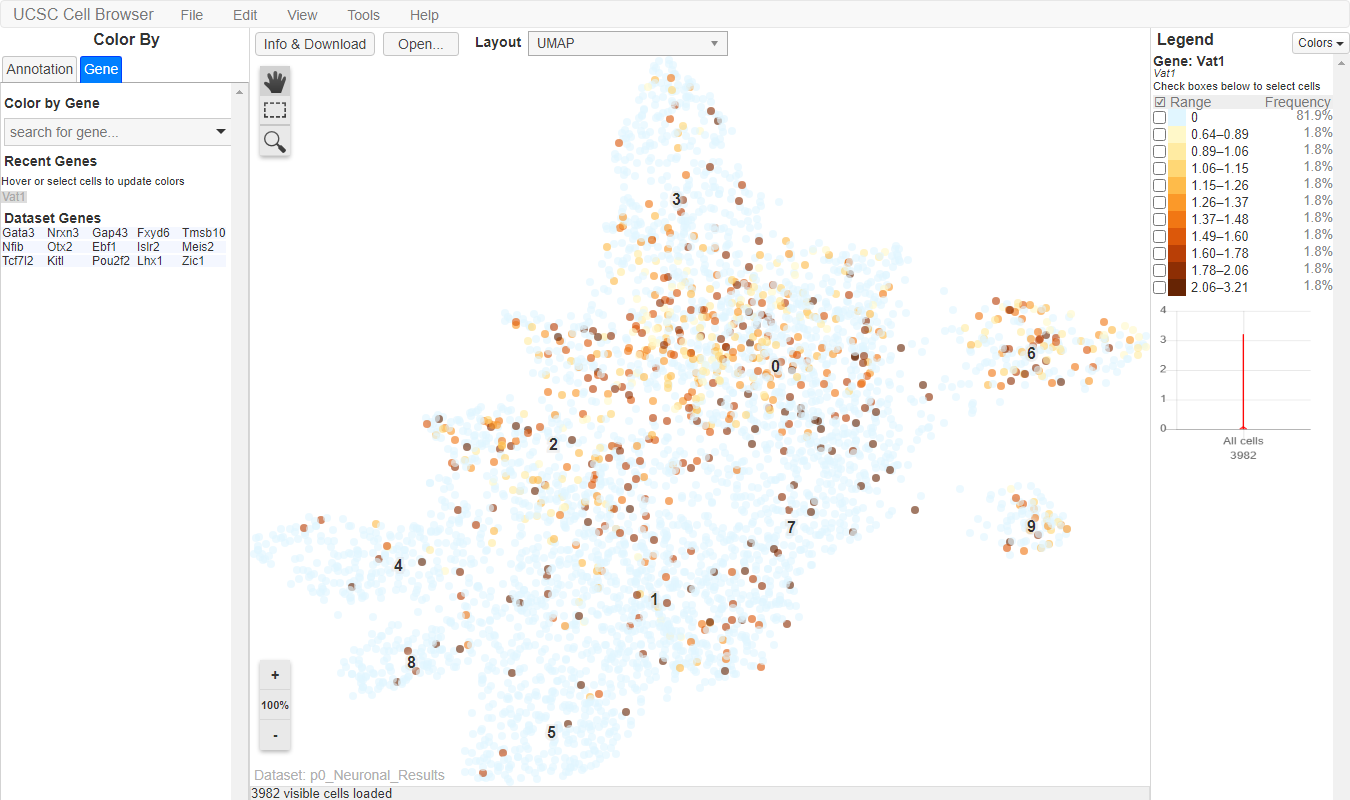 UCSC Cell Browser File Edit View Tools Help
Color By
Annotation Gene
Color by Gene
search for gene...
Recent Genes
Hover or select cells to update colors
Vat1
Dataset Genes
Gata3 Nrxn3 Gap43 Fxyd6 Tmsb10
Nfib Otx2 Ebf1 Islr2 Meis2
Tcf7l2 Kitl Pou2f2 Lhx1 Zic1
Info & Download Open... Layout UMAP
3
0
6
2
7
9
4
1
8
5
+
100%
-
Dataset: p0_Neuronal_Results
3982 visible cells loaded
Legend Colors
Gene: Vat1
Vat1
Check boxes below to select cells
Range Frequency
0 81.9%
0.64–0.89 1.8%
0.89–1.06 1.8%
1.06–1.15 1.8%
1.15–1.26 1.8%
1.26–1.37 1.8%
1.37–1.48 1.8%
1.49–1.60 1.8%
1.60–1.78 1.8%
1.78–2.06 1.8%
2.06–3.21 1.8%
4
3
2
1
0
All cells
3982